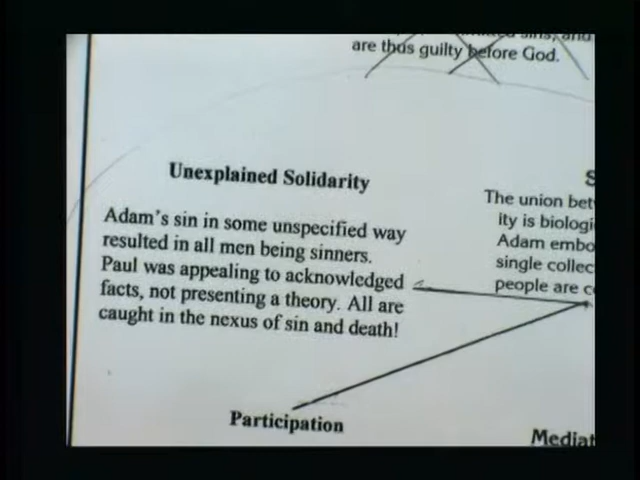 sins, and
are thus guilty before God.
Unexplained Solidarity
Adam's sin in some unspecified way
resulted in all men being sinners.
Paul was appealing to acknowledged
facts, not presenting a theory. All are
caught in the nexus of sin and death!
Participation
S
The union bet
ity is biologi
Adam embo
single collec
people are c
Mediat